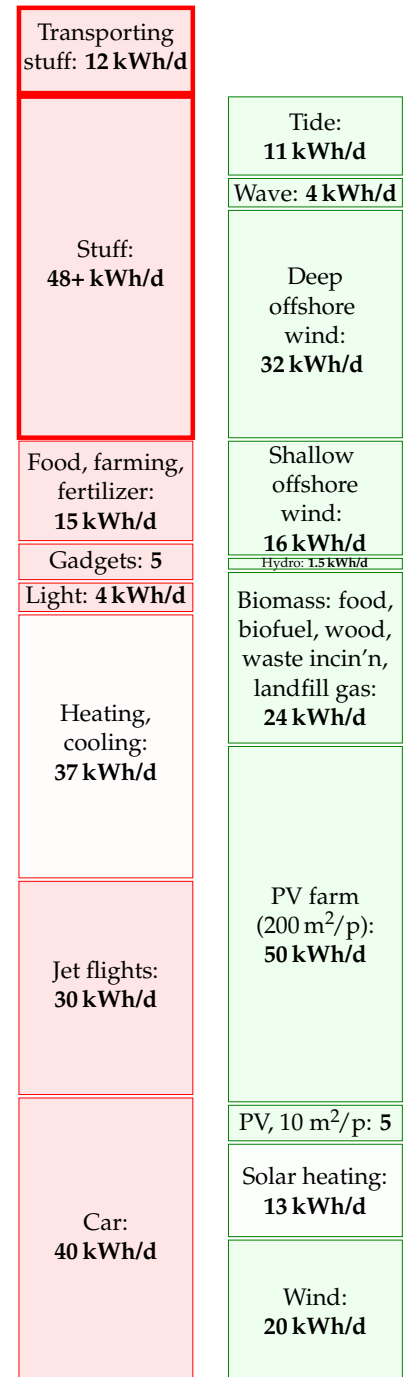 Transporting
stuff: 12 kWh/d
Stuff:
48+ kWh/d
Food, farming,
fertilizer:
15 kWh/d
Gadgets: 5
Light: 4 kWh/d
Heating,
cooling:
37 kWh/d
Jet flights:
30 kWh/d
Car:
40 kWh/d
Tide:
11 kWh/d
Wave: 4 kWh/d
Deep
offshore
wind:
32 kWh/d
Shallow
offshore
wind:
16 kWh/d
Hydro: 1.5 kWh/d
Biomass: food,
biofuel, wood,
waste incin’n,
landfill gas:
24 kWh/d
PV farm
(200 m²/p):
50 kWh/d
PV, 10 m²/p: 5
Solar heating:
13 kWh/d
Wind:
20 kWh/d